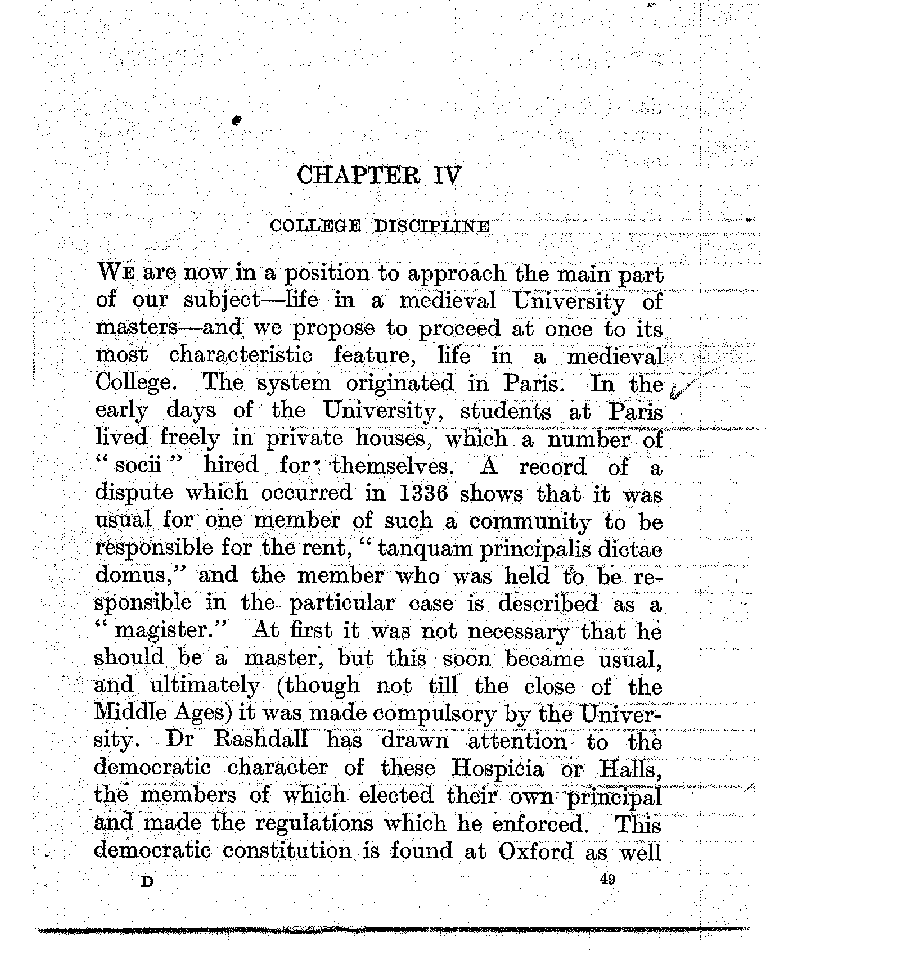 CHAPTER IV
COLLEGE DISCIPLINE
WE are now in a position to approach the main part
of our subject—life in a medieval University of
masters—and we propose to proceed at once to its
most characteristic feature, life in a medieval
College. The system originated in Paris. In the
early days of the University, students at Paris
lived freely in private houses, which a number of
“ socii ” hired for themselves. A record of a
dispute which occurred in 1336 shows that it was
usual for one member of such a community to be
responsible for the rent, “ tanquam principalis dictae
domus,” and the member who was held to be re-
sponsible in the particular case is described as a
“ magister.” At first it was not necessary that he
should be a master, but this soon became usual,
and ultimately (though not till the close of the
Middle Ages) it was made compulsory by the Univer-
sity. Dr Rashdall has drawn attention to the
democratic character of these Hospicia or Halls,
the members of which elected their own principal
and made the regulations which he enforced. This
democratic constitution is found at Oxford as well
D 49